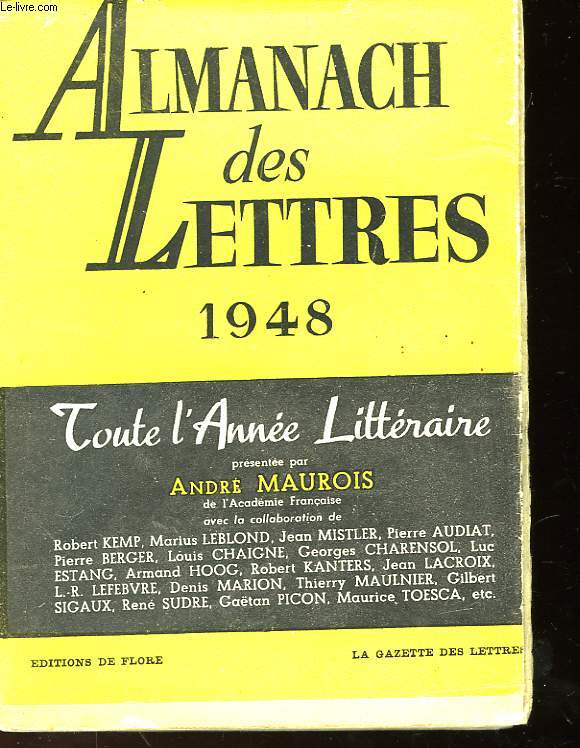 Le-livre.com
ALMANACH
des
LETTRES
1948
Toute l'Année Littéraire
présentée par
ANDRÉ MAUROIS
de l'Académie Française
avec la collaboration de
Robert KEMP, Marius LEBLOND, Jean MISTLER, Pierre AUDIAT,
Pierre BERGER, Louis CHAIGNE, Georges CHARENSOL, Luc
ESTANG, Armand HOOG, Robert KANTERS, Jean LACROIX,
L.-R. LEFEBVRE, Denis MARION, Thierry MAULNIER, Gilbert
SIGAUX, René SUDRE, Gaëtan PICON, Maurice TOESCA, etc.
EDITIONS DE FLORE
LA GAZETTE DES LETTRES